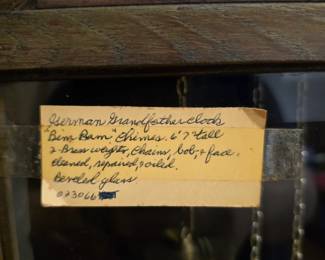 German Grandfather clock
"Bim Bam" Chimes. 6'7" tall
2 Brass weights, chains, bob, & face.
cleaned, repaired, oiled.
Beveled glass
023066